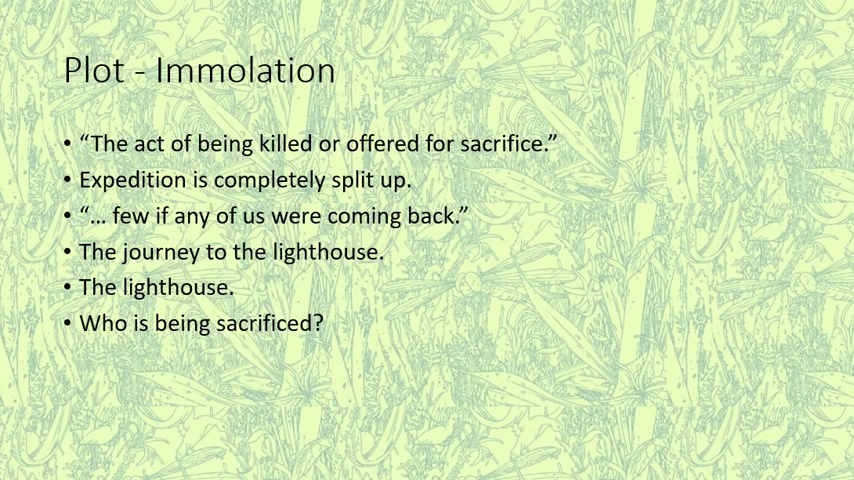 Plot - Immolation
• “The act of being killed or offered for sacrifice.”
• Expedition is completely split up.
• “… few if any of us were coming back.”
• The journey to the lighthouse.
• The lighthouse.
• Who is being sacrificed?